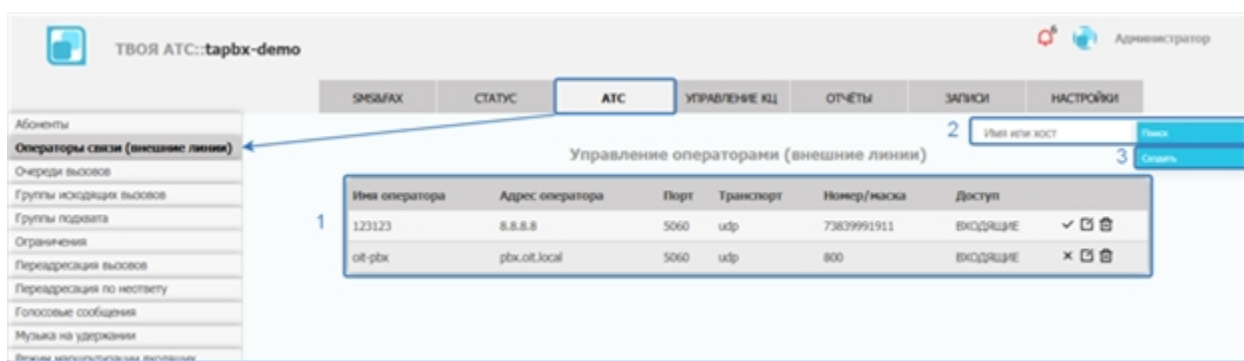 6
ТВОЯ АТС::tapbx-demo
Администратор
SMS&FAX СТАТУС АТС УПРАВЛЕНИЕ КЦ ОТЧЁТЫ ЗАПИСИ НАСТРОЙКИ
Абоненты
Операторы связи (внешние линии)
Очереди вызовов
Группы исходящих вызовов
Группы подхвата
Ограничения
Переадресация вызовов
Переадресация по неответу
Голосовые сообщения
Музыка на удержании
Режим маршрутизации входящих
2 Имя или хост Поиск
3 Создать
Управление операторами (внешние линии)
1
Имя оператора Адрес оператора Порт Транспорт Номер/маска Доступ
123123 8.8.8.8 5060 udp 73839991911 ВХОДЯЩИЕ
oit-pbx pbx.oit.local 5060 udp 800 ВХОДЯЩИЕ